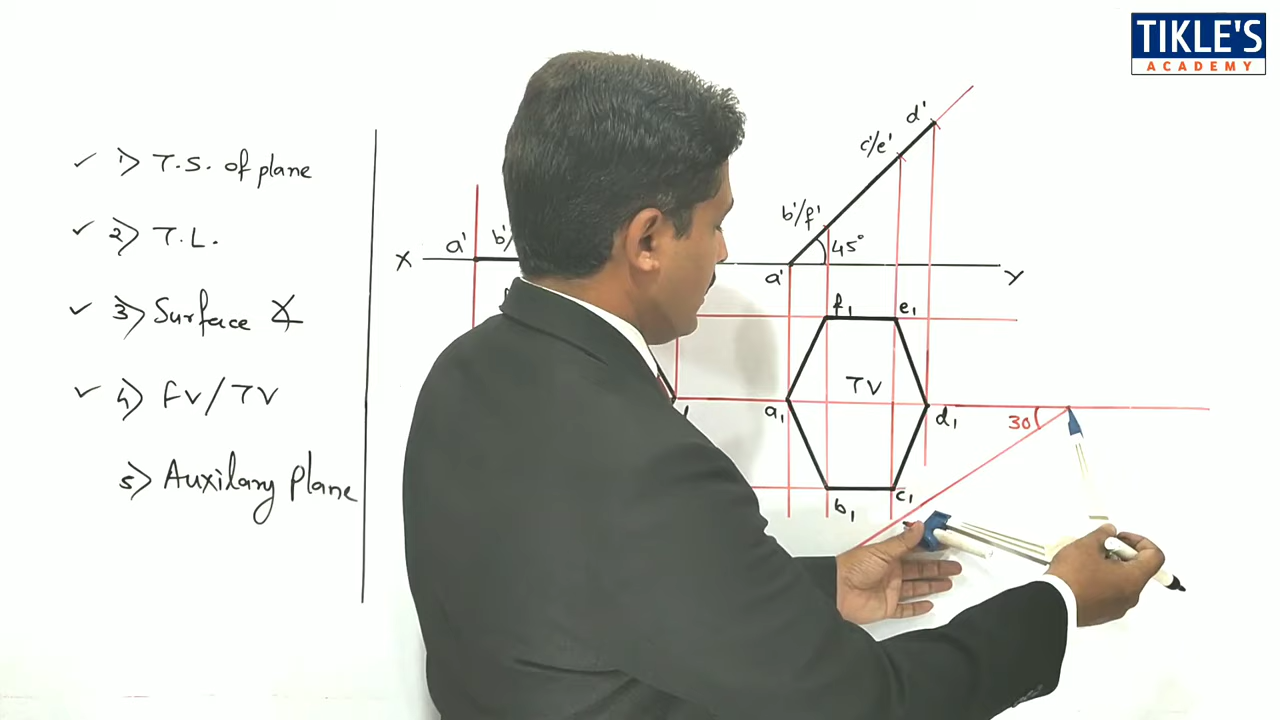 TIKLE'S
ACADEMY
1) T.S. of plane
2) T.L.
3) Surface ∡
4) FV/TV
5) Auxilary plane
X
a'
b'/
a'
b'/f'
c'/e'
d'
45°
Y
f₁
e₁
a₁
TV
d₁
30
b₁
c₁